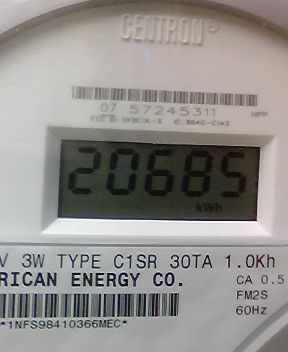 CENTRON®
07 57245311
20685
kWh
V 3W TYPE C1SR 30TA 1.0Kh
RICAN ENERGY CO. CA 0.5
FM2S
*1NFS98410366MEC* 60Hz